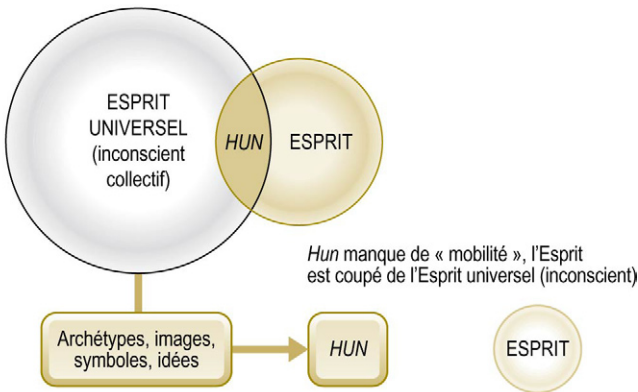 ESPRIT
UNIVERSEL
(inconscient
collectif)
HUN
ESPRIT
Hun manque de « mobilité », l’Esprit
est coupé de l’Esprit universel (inconscient)
Archétypes, images,
symboles, idées
HUN
ESPRIT